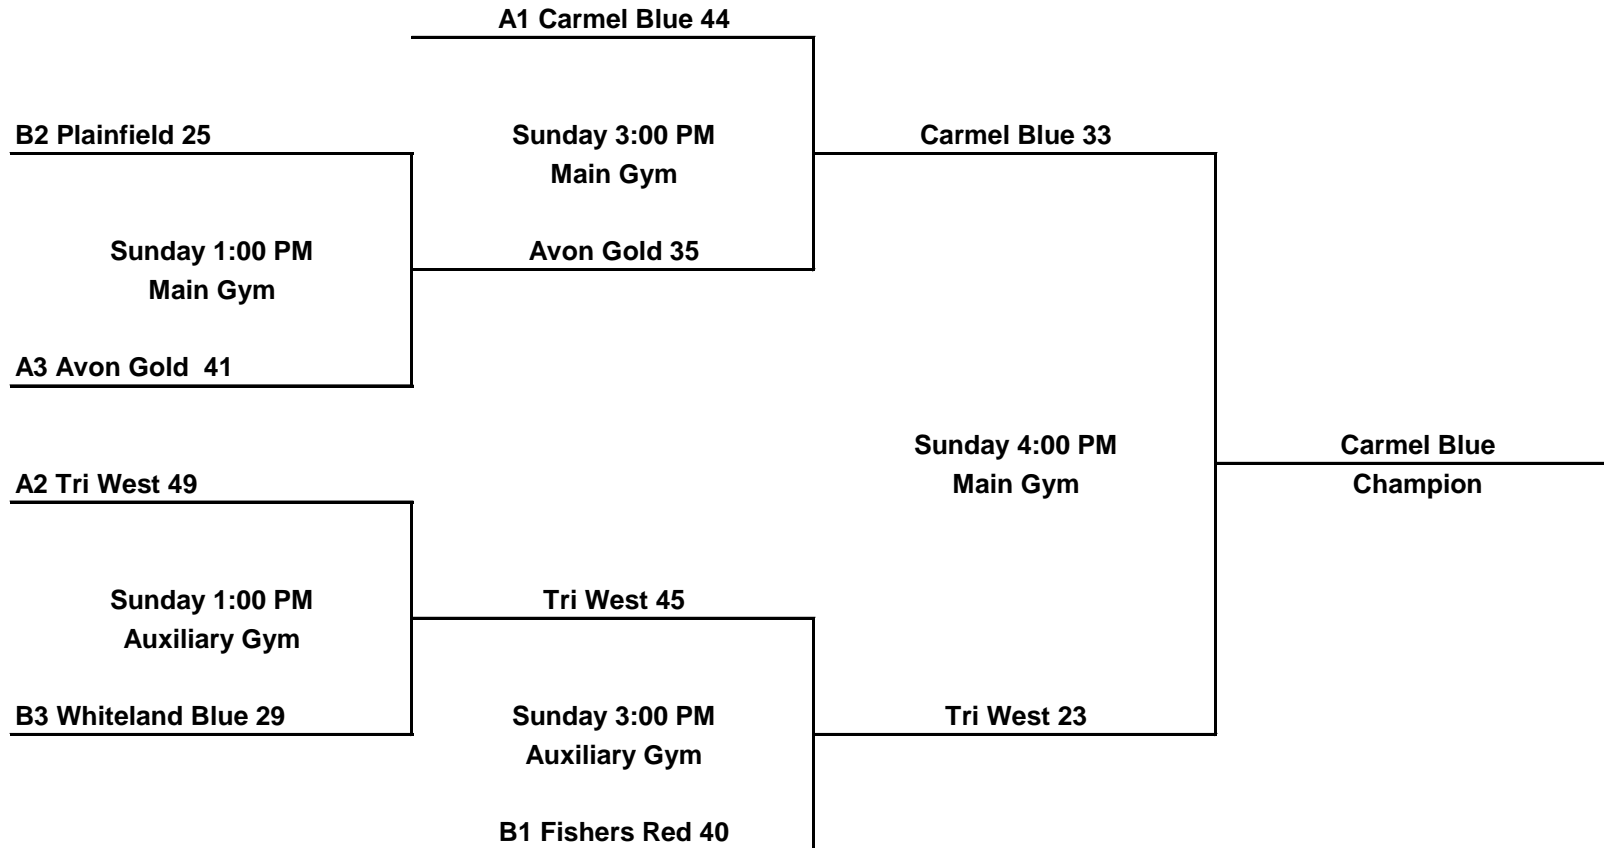 A1 Carmel Blue 44
B2 Plainfield 25
Sunday 3:00 PM
Main Gym
Carmel Blue 33
Sunday 1:00 PM
Main Gym
Avon Gold 35
A3 Avon Gold  41
Sunday 4:00 PM
Main Gym
Carmel Blue
Champion
A2 Tri West 49
Sunday 1:00 PM
Auxiliary Gym
Tri West 45
B3 Whiteland Blue 29
Sunday 3:00 PM
Auxiliary Gym
Tri West 23
B1 Fishers Red 40